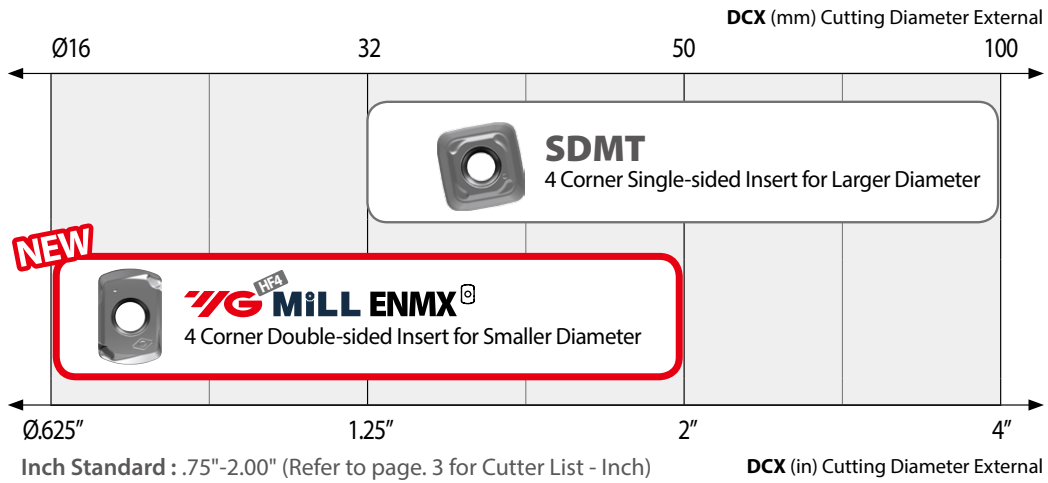 DCX (mm) Cutting Diameter External
Ø16 32 50 100
SDMT
4 Corner Single-sided Insert for Larger Diameter
NEW
YG HF4 MiLL ENMX
4 Corner Double-sided Insert for Smaller Diameter
Ø.625″ 1.25″ 2″ 4″
Inch Standard : .75"-2.00" (Refer to page. 3 for Cutter List - Inch)
DCX (in) Cutting Diameter External